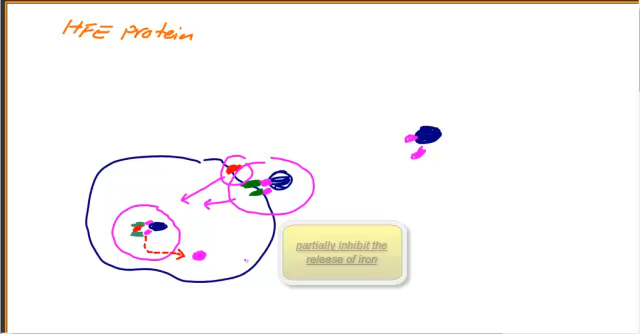 HFE Protein
partially inhibit the
release of iron